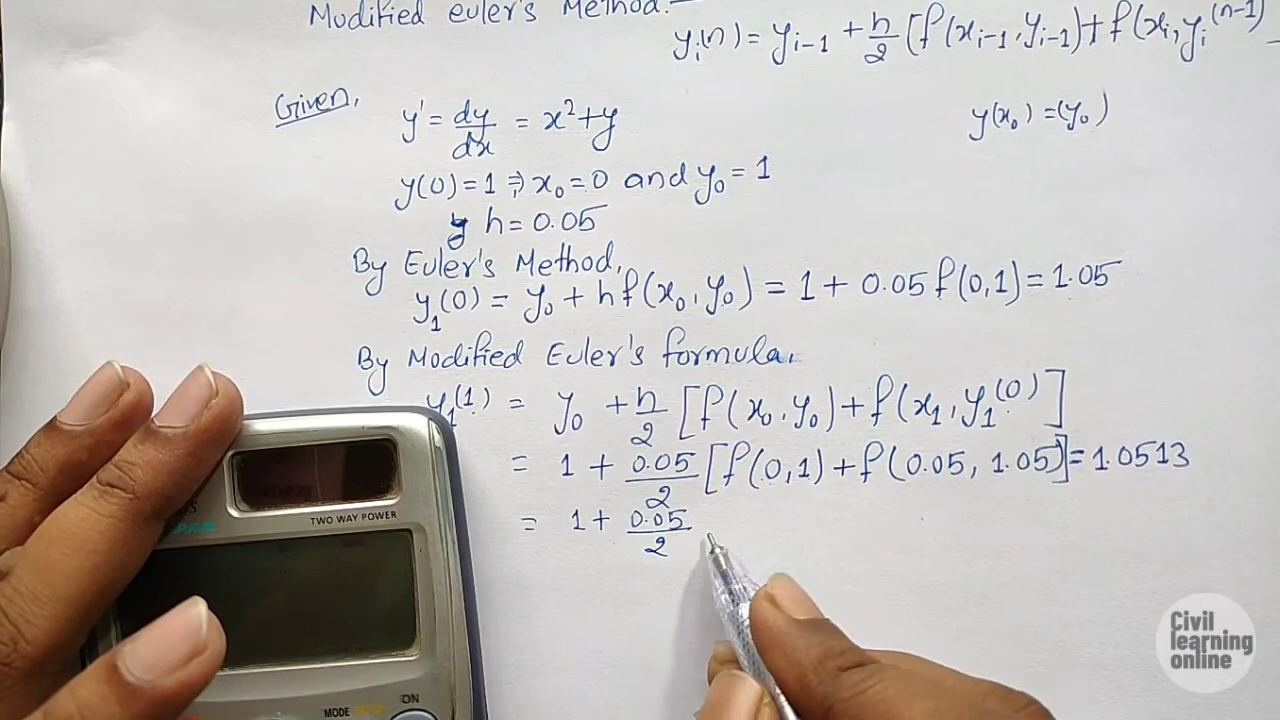 Modified euler's Method.
yᵢ(n) = yᵢ₋₁ + h/2 [f(xᵢ₋₁, yᵢ₋₁) + f(xᵢ, yᵢ⁽ⁿ⁻¹⁾
Given,
y' = dy/dx = x² + y
y(x₀) = (y₀)
y(0) = 1 ⇒ x₀ = 0 and y₀ = 1
h = 0.05
By Euler's Method,
y₁(0) = y₀ + hf(x₀, y₀) = 1 + 0.05 f(0,1) = 1.05
By Modified Euler's formula,
y₁(1) = y₀ + h/2 [f(x₀, y₀) + f(x₁, y₁⁽⁰⁾]
= 1 + 0.05/2 [f(0,1) + f(0.05, 1.05] = 1.0513
= 1 + 0.05/2
TWO WAY POWER
MODE
ON
Civil
learning
online